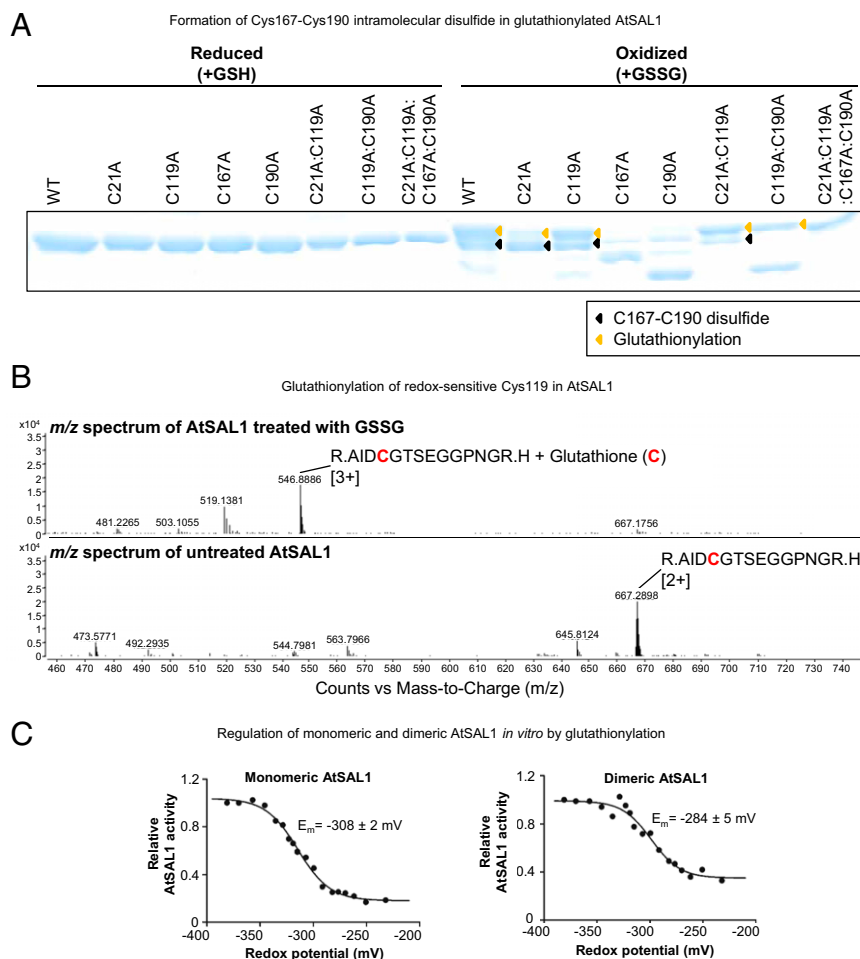 A
Formation of Cys167-Cys190 intramolecular disulfide in glutathionylated AtSAL1
Reduced
(+GSH)
Oxidized
(+GSSG)
WT
C21A
C119A
C167A
C190A
C21A:C119A
C119A:C190A
C21A:C119A:
C167A:C190A
WT
C21A
C119A
C167A
C190A
C21A:C119A
C119A:C190A
C21A:C119A
:C167A:C190A
C167-C190 disulfide
Glutathionylation
B
Glutathionylation of redox-sensitive Cys119 in AtSAL1
x10⁴
m/z spectrum of AtSAL1 treated with GSSG
3.5
3
2.5
2
1.5
1
0.5
0
R.AIDCGTSEGGPNGR.H + Glutathione (C)
[3+]
546.8886
519.1381
481.2265
503.1055
667.1756
x10⁴
m/z spectrum of untreated AtSAL1
3.5
3
2.5
2
1.5
1
0.5
0
R.AIDCGTSEGGPNGR.H
[2+]
667.2898
473.5771
492.2935
544.7981
563.7966
645.8124
460 470 480 490 500 510 520 530 540 550 560 570 580 590 600 610 620 630 640 650 660 670 680 690 700 710 720 730 740
Counts vs Mass-to-Charge (m/z)
C
Regulation of monomeric and dimeric AtSAL1 in vitro by glutathionylation
Monomeric AtSAL1
Relative
AtSAL1 activity
1.2
0.8
0.4
0
Em= -308 ± 2 mV
-400 -350 -300 -250 -200
Redox potential (mV)
Dimeric AtSAL1
Relative
AtSAL1 activity
1.2
0.8
0.4
0
Em= -284 ± 5 mV
-400 -350 -300 -250 -200
Redox potential (mV)